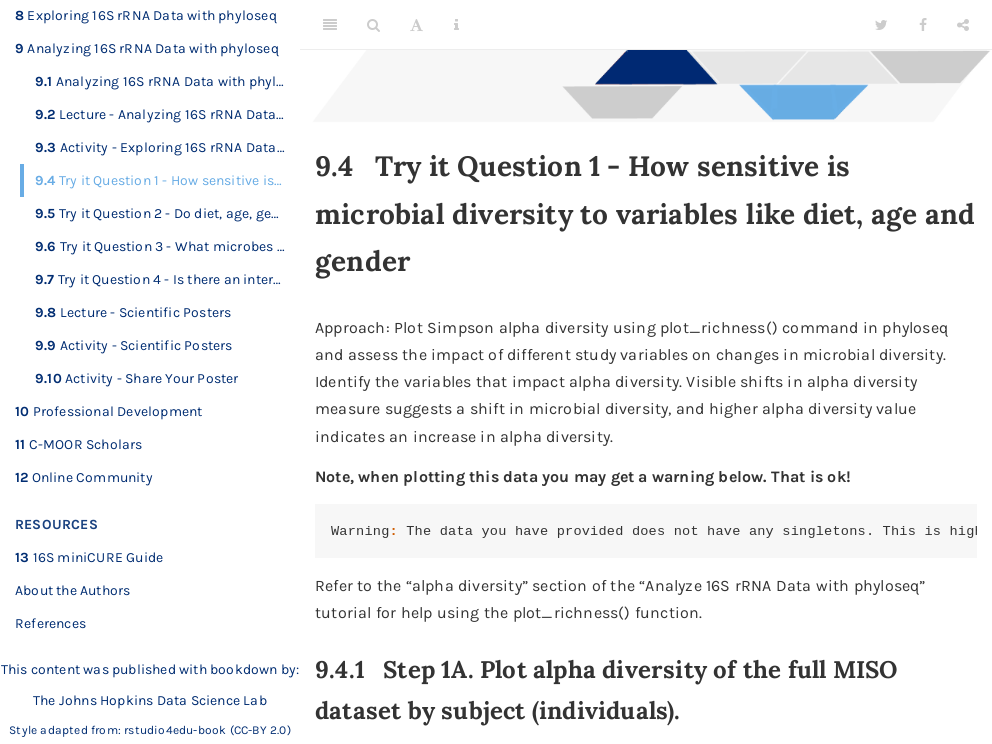 8 Exploring 16S rRNA Data with phyloseq
9 Analyzing 16S rRNA Data with phyloseq
9.1 Analyzing 16S rRNA Data with phyl...
9.2 Lecture - Analyzing 16S rRNA Data...
9.3 Activity - Exploring 16S rRNA Data...
9.4 Try it Question 1 - How sensitive is...
9.5 Try it Question 2 - Do diet, age, ge...
9.6 Try it Question 3 - What microbes ...
9.7 Try it Question 4 - Is there an inter...
9.8 Lecture - Scientific Posters
9.9 Activity - Scientific Posters
9.10 Activity - Share Your Poster
10 Professional Development
11 C-MOOR Scholars
12 Online Community
RESOURCES
13 16S miniCURE Guide
About the Authors
References
This content was published with bookdown by:
The Johns Hopkins Data Science Lab
Style adapted from: rstudio4edu-book (CC-BY 2.0)
9.4 Try it Question 1 - How sensitive is
microbial diversity to variables like diet, age and
gender
Approach: Plot Simpson alpha diversity using plot_richness() command in phyloseq
and assess the impact of different study variables on changes in microbial diversity.
Identify the variables that impact alpha diversity. Visible shifts in alpha diversity
measure suggests a shift in microbial diversity, and higher alpha diversity value
indicates an increase in alpha diversity.
Note, when plotting this data you may get a warning below. That is ok!
Warning: The data you have provided does not have any singletons. This is high
Refer to the “alpha diversity” section of the “Analyze 16S rRNA Data with phyloseq”
tutorial for help using the plot_richness() function.
9.4.1 Step 1A. Plot alpha diversity of the full MISO
dataset by subject (individuals).